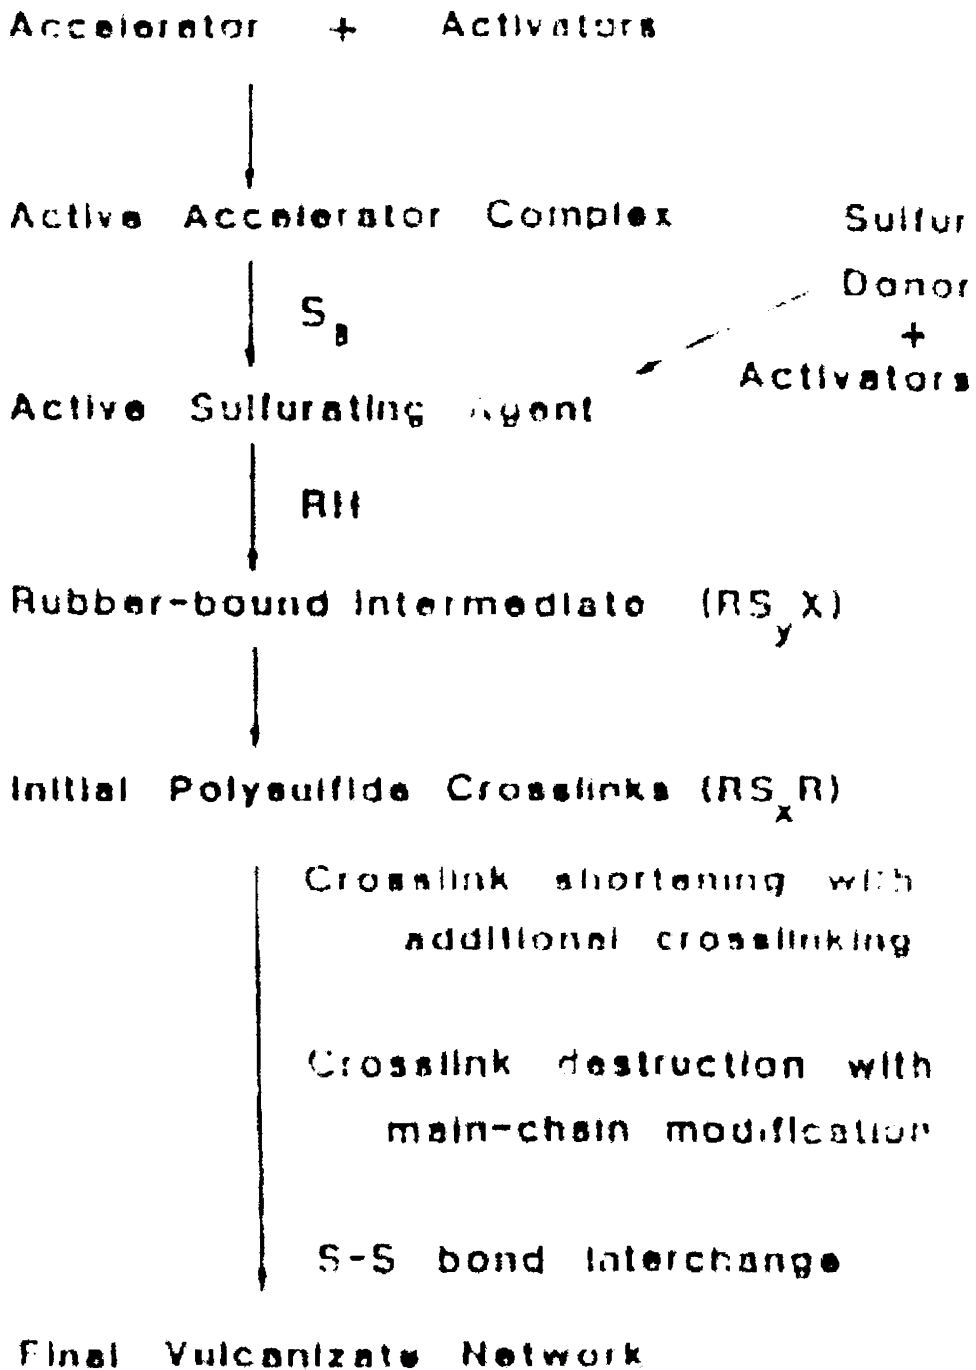 Accelerator + Activators
Active Accelerator Complex
Sulfur
Donor
+
Activators
S8
Active Sulfurating Agent
RH
Rubber-bound Intermediate (RSyX)
Initial Polysulfide Crosslinks (RSxR)
Crosslink shortening with
additional crosslinking
Crosslink destruction with
main-chain modification
S-S bond Interchange
Final Vulcanizate Network